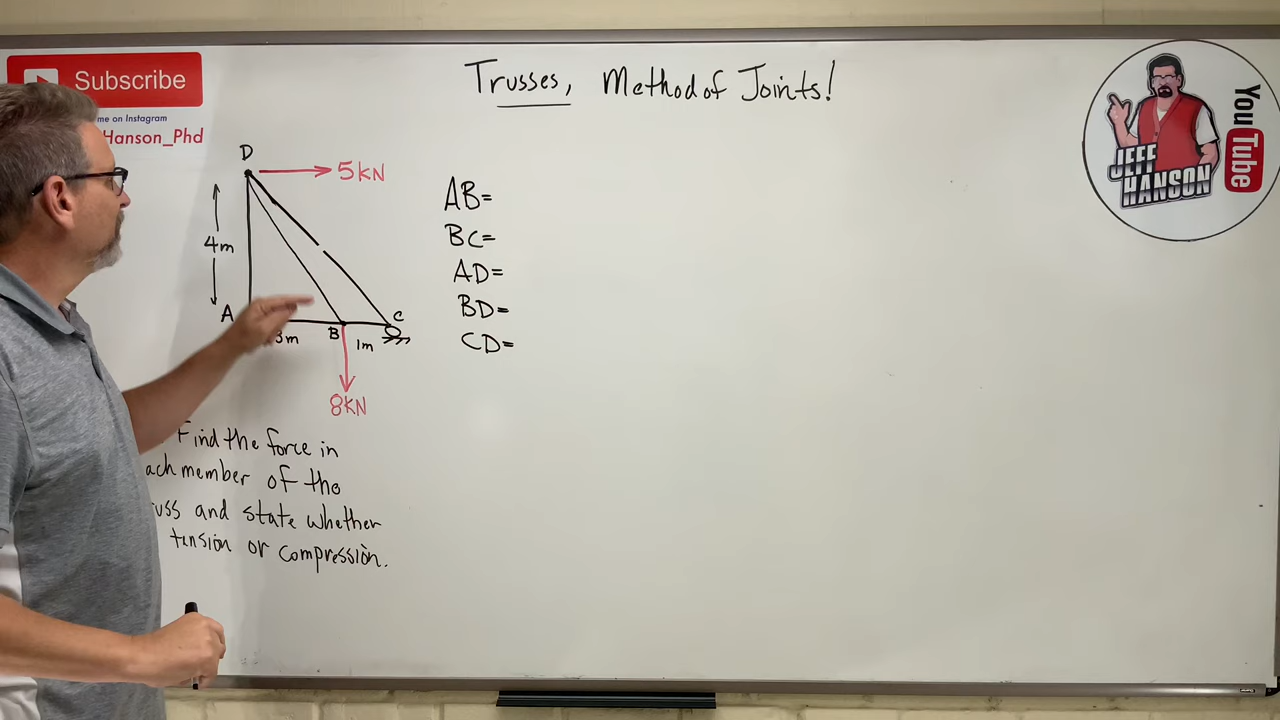 Subscribe
me on Instagram
Hanson_Phd
Trusses, Method of Joints!
JEFF
HANSON
YouTube
D
5kN
4m
A
B
C
3m
1m
8kN
AB=
BC=
AD=
BD=
CD=
Find the force in
ach member of the
uss and state whether
tension or compression.